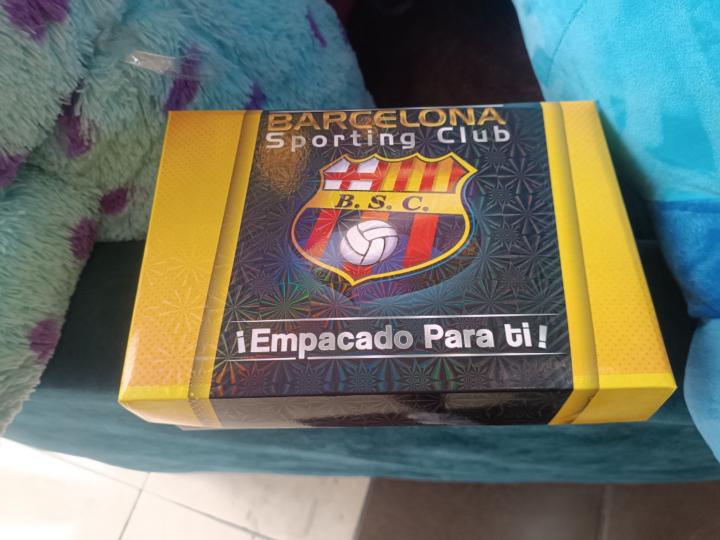 BARCELONA
Sporting Club
B. S. C.
¡Empacado Para ti!